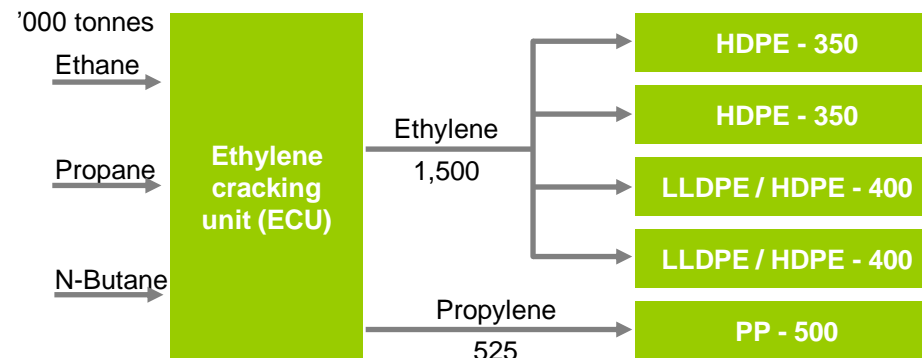 ’000 tonnes
Ethane
Propane
N-Butane
Ethylene
cracking
unit (ECU)
Ethylene
1,500
Propylene
525
HDPE - 350
HDPE - 350
LLDPE / HDPE - 400
LLDPE / HDPE - 400
PP - 500